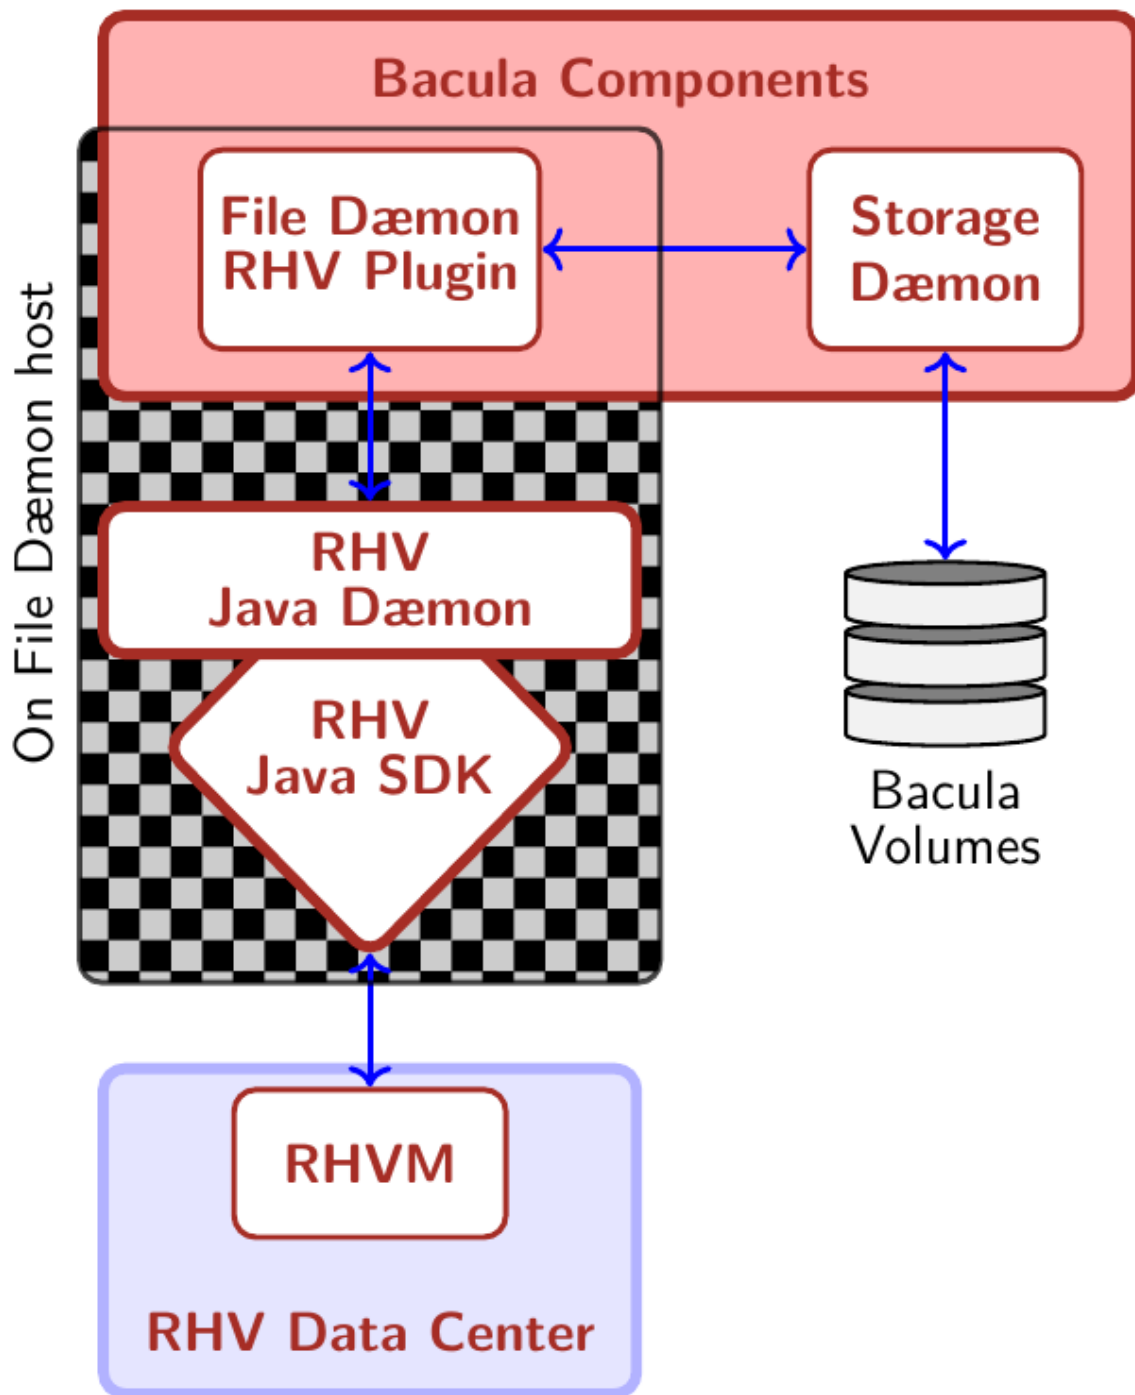 Bacula Components
File Dæmon
RHV Plugin
Storage
Dæmon
On File Dæmon host
RHV
Java Dæmon
RHV
Java SDK
Bacula
Volumes
RHVM
RHV Data Center